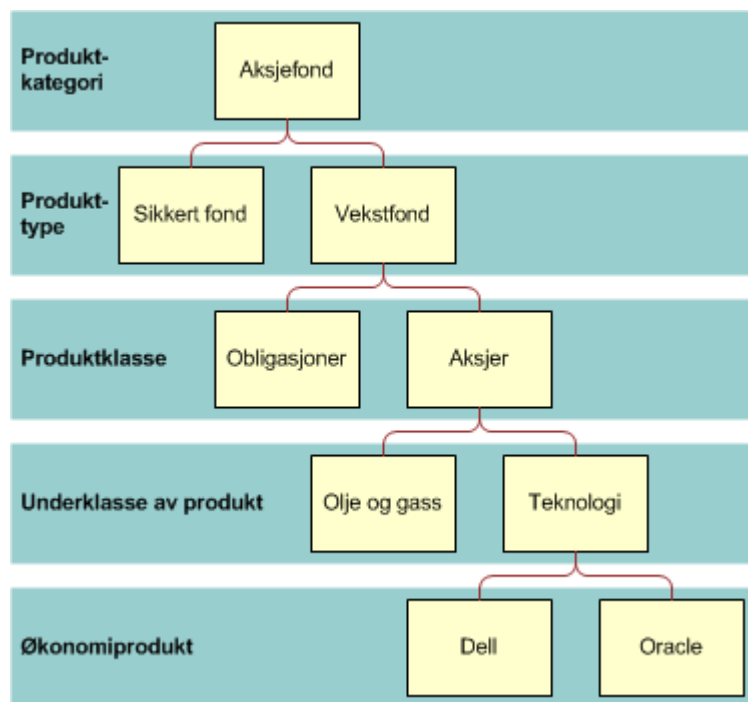 Produkt-
kategori
Aksjefond
Produkt-
type
Sikkert fond
Vekstfond
Produktklasse
Obligasjoner
Aksjer
Underklasse av produkt
Olje og gass
Teknologi
Økonomiprodukt
Dell
Oracle